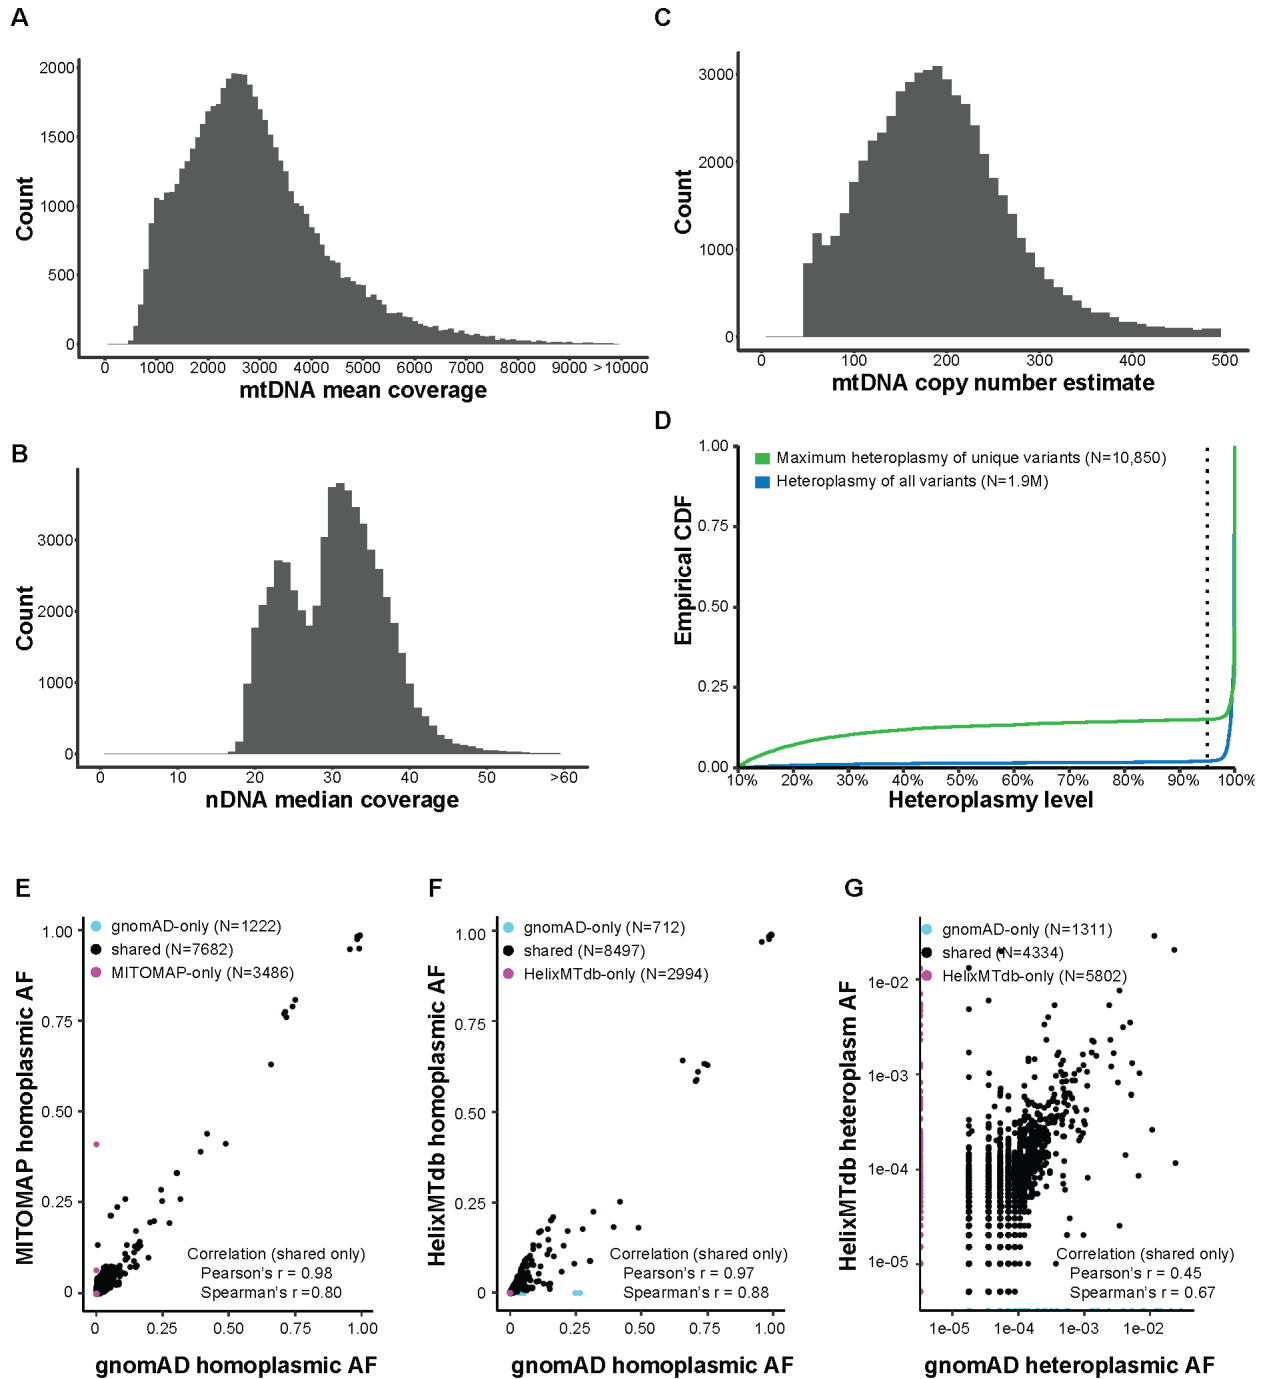 A
2000
1500
1000
500
0
Count
0 1000 2000 3000 4000 5000 6000 7000 8000 9000 >10000
mtDNA mean coverage
C
3000
2000
1000
0
Count
0 100 200 300 400 500
mtDNA copy number estimate
B
3000
2000
1000
0
Count
0 10 20 30 40 50 >60
nDNA median coverage
D
1.00
0.75
0.50
0.25
0.00
Empirical CDF
Maximum heteroplasmy of unique variants (N=10,850)
Heteroplasmy of all variants (N=1.9M)
10% 20% 30% 40% 50% 60% 70% 80% 90% 100%
Heteroplasmy level
E
gnomAD-only (N=1222)
shared (N=7682)
MITOMAP-only (N=3486)
1.00
0.75
0.50
0.25
0
MITOMAP homoplasmic AF
Correlation (shared only)
Pearson's r = 0.98
Spearman's r =0.80
0 0.25 0.50 0.75 1.00
gnomAD homoplasmic AF
F
gnomAD-only (N=712)
shared (N=8497)
HelixMTdb-only (N=2994)
1.00
0.75
0.50
0.25
0
HelixMTdb homoplasmic AF
Correlation (shared only)
Pearson's r = 0.97
Spearman's r = 0.88
0 0.25 0.50 0.75 1.00
gnomAD homoplasmic AF
G
gnomAD-only (N=1311)
shared (N=4334)
HelixMTdb-only (N=5802)
1e-02
1e-03
1e-04
1e-05
HelixMTdb heteroplasm AF
Correlation (shared only)
Pearson's r = 0.45
Spearman's r = 0.67
1e-05 1e-04 1e-03 1e-02
gnomAD heteroplasmic AF